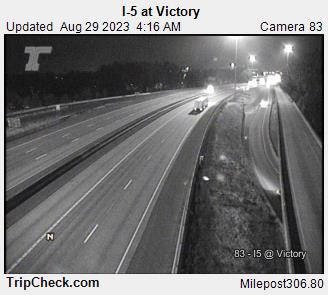 I-5 at Victory
Updated Aug 29 2023 4:16 AM Camera 83
T
N
83 - I5 @ Victory
TripCheck.com Milepost306.80